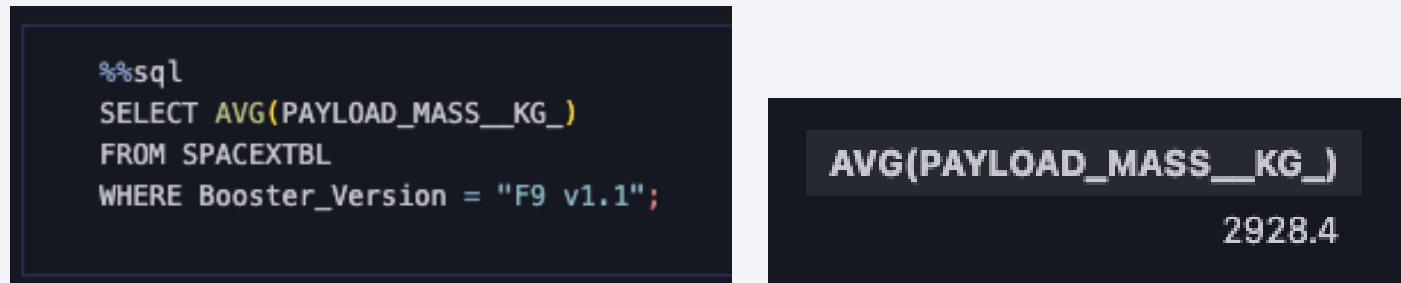 %%sql
SELECT AVG(PAYLOAD_MASS__KG_)
FROM SPACEXTBL
WHERE Booster_Version = "F9 v1.1";
AVG(PAYLOAD_MASS__KG_)
2928.4